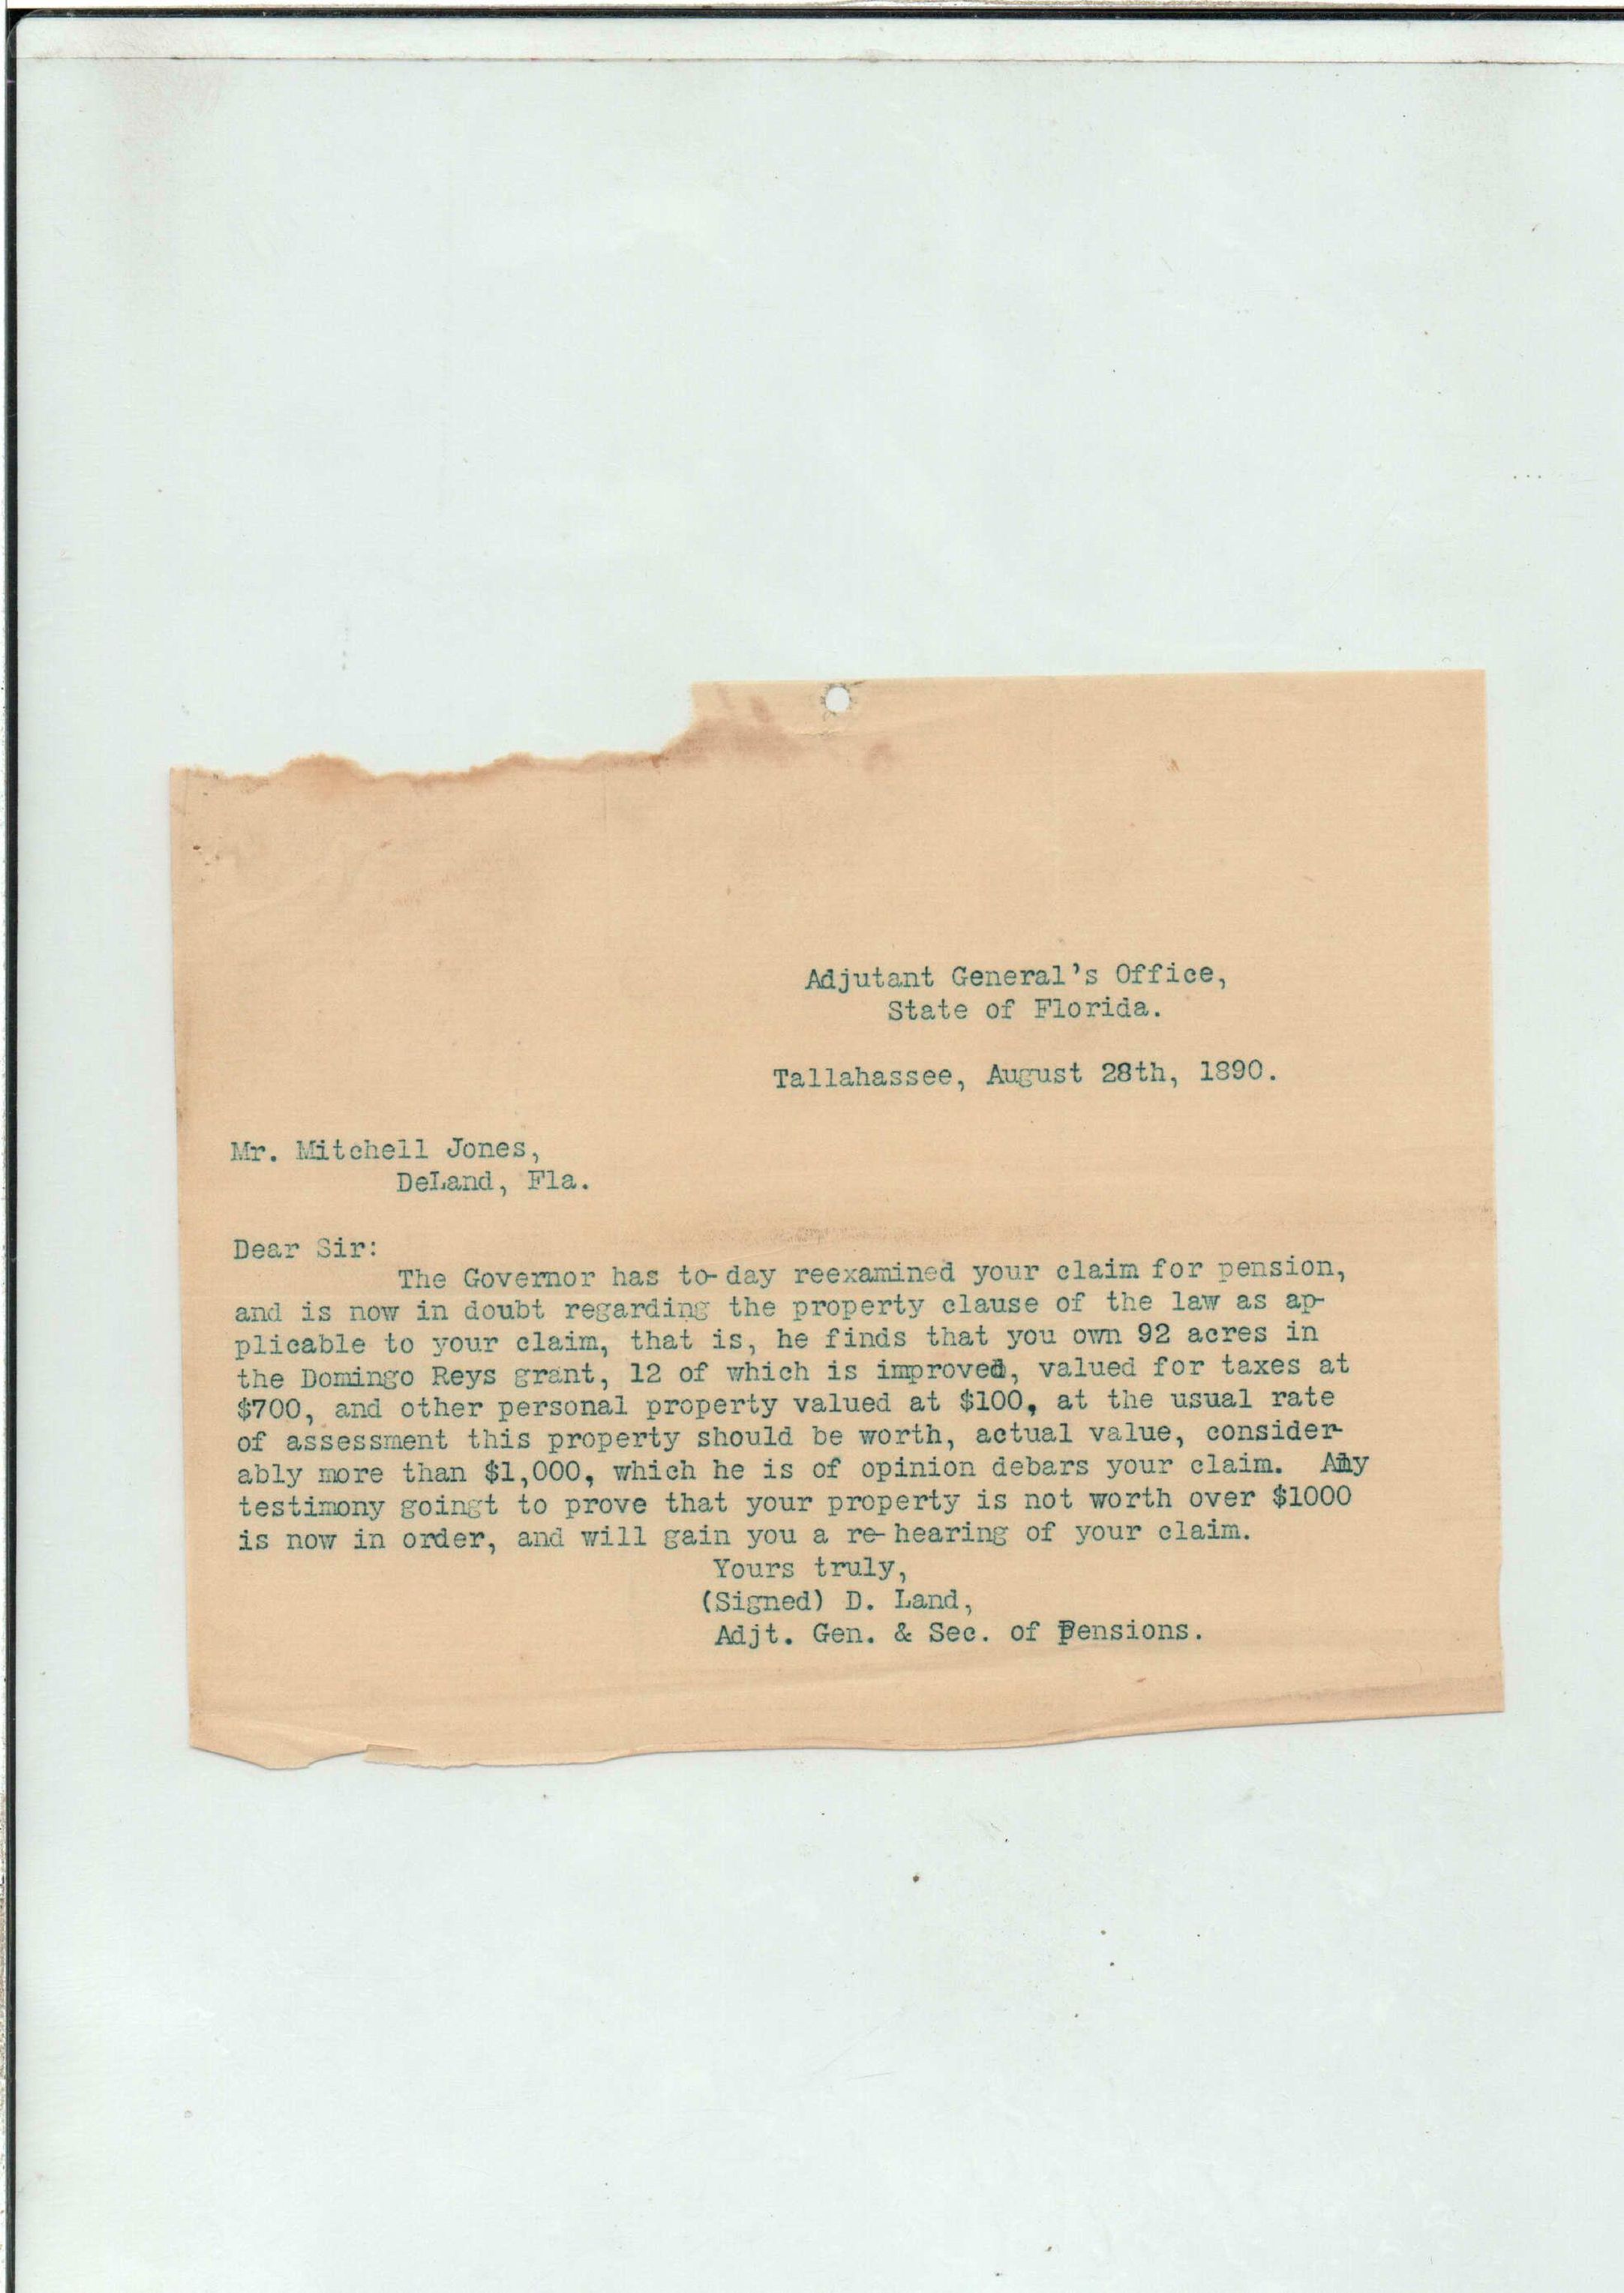 Adjutant General's Office,
State of Florida.
Tallahassee, August 28th, 1890.
Mr. Mitchell Jones,
DeLand, Fla.
Dear Sir:
The Governor has to-day reexamined your claim for pension,
and is now in doubt regarding the property clause of the law as ap-
plicable to your claim, that is, he finds that you own 92 acres in
the Domingo Reys grant, 12 of which is improved, valued for taxes at
$700, and other personal property valued at $100, at the usual rate
of assessment this property should be worth, actual value, consider-
ably more than $1,000, which he is of opinion debars your claim. Any
testimony goingt to prove that your property is not worth over $1000
is now in order, and will gain you a re-hearing of your claim.
Yours truly,
(Signed) D. Land,
Adjt. Gen. & Sec. of Pensions.